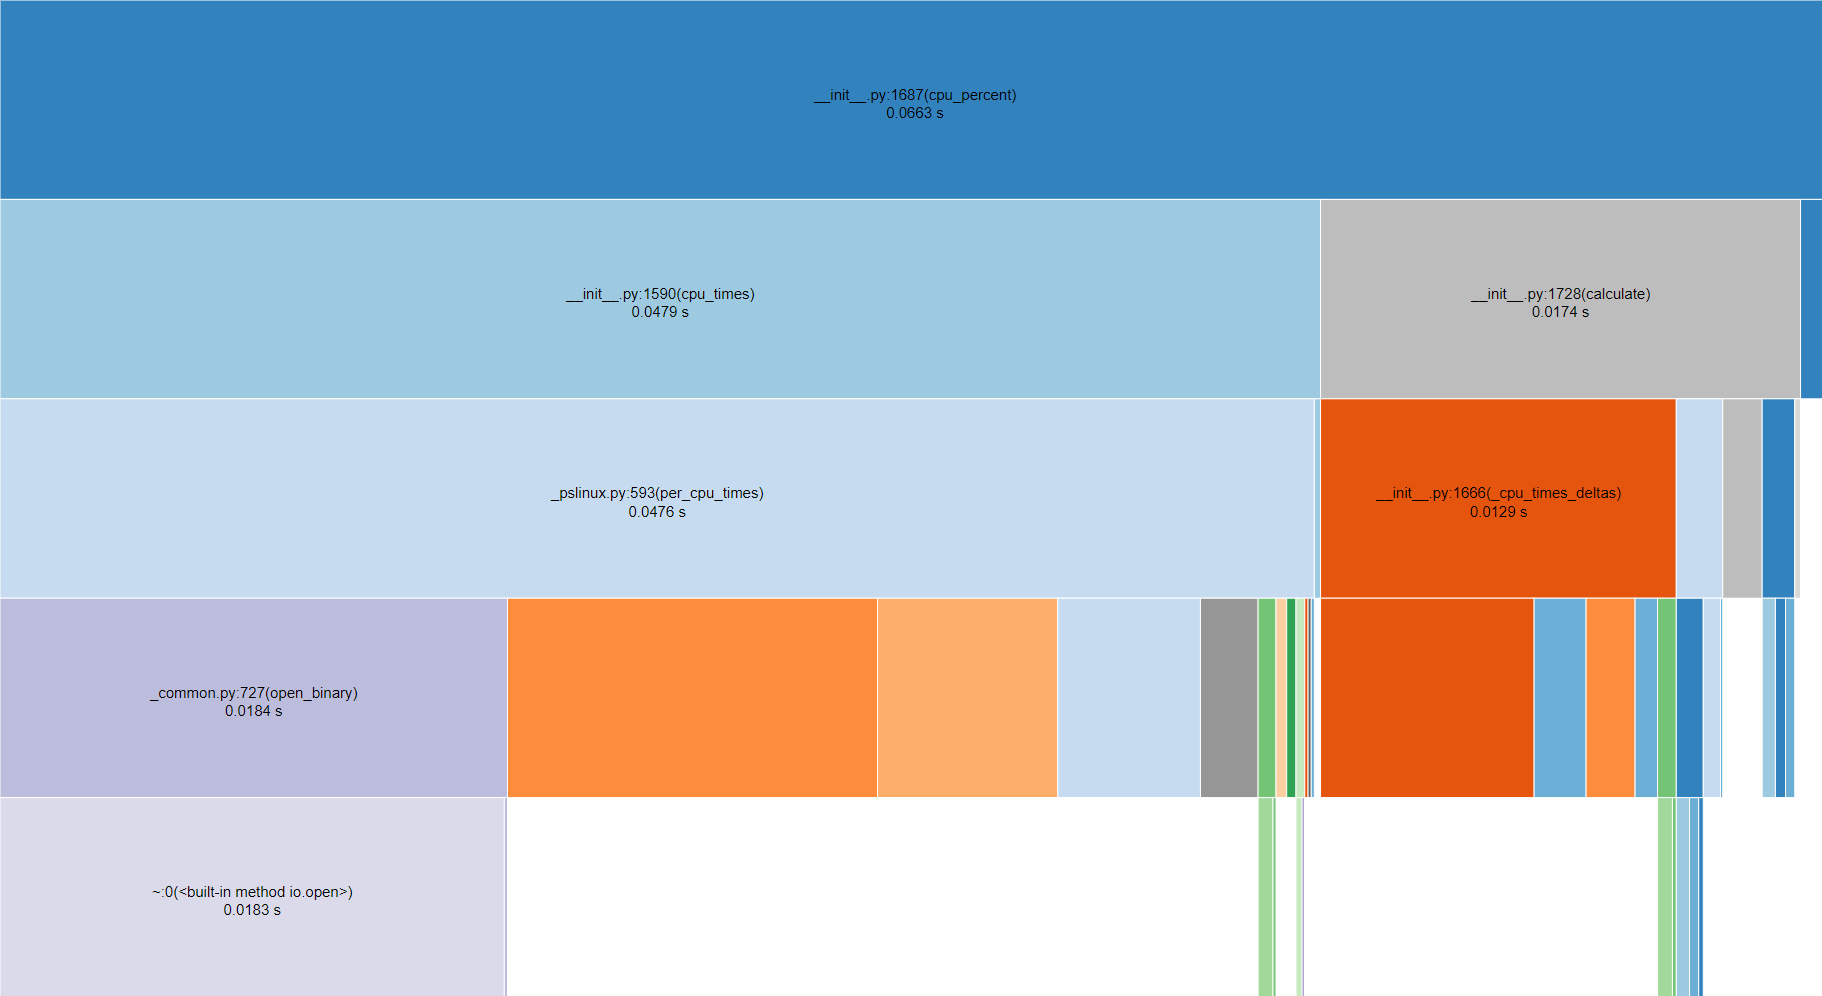 __init__.py:1687(cpu_percent)
0.0663 s
__init__.py:1590(cpu_times)
0.0479 s
__init__.py:1728(calculate)
0.0174 s
_pslinux.py:593(per_cpu_times)
0.0476 s
__init__.py:1666(_cpu_times_deltas)
0.0129 s
_common.py:727(open_binary)
0.0184 s
~:0(<built-in method io.open>)
0.0183 s